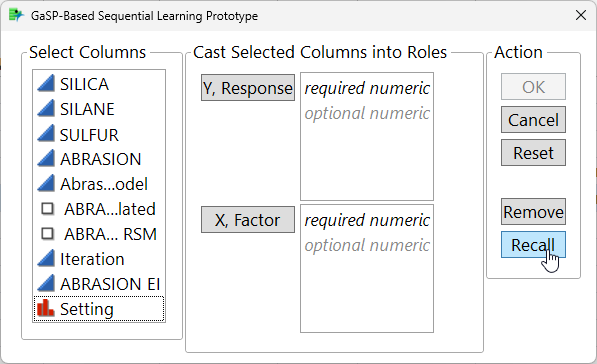 GaSP-Based Sequential Learning Prototype
Select Columns
SILICA
SILANE
SULFUR
ABRASION
Abras...odel
ABRA...lated
ABRA... RSM
Iteration
ABRASION EI
Setting
Cast Selected Columns into Roles
Y, Response
required numeric
optional numeric
X, Factor
required numeric
optional numeric
Action
OK
Cancel
Reset
Remove
Recall